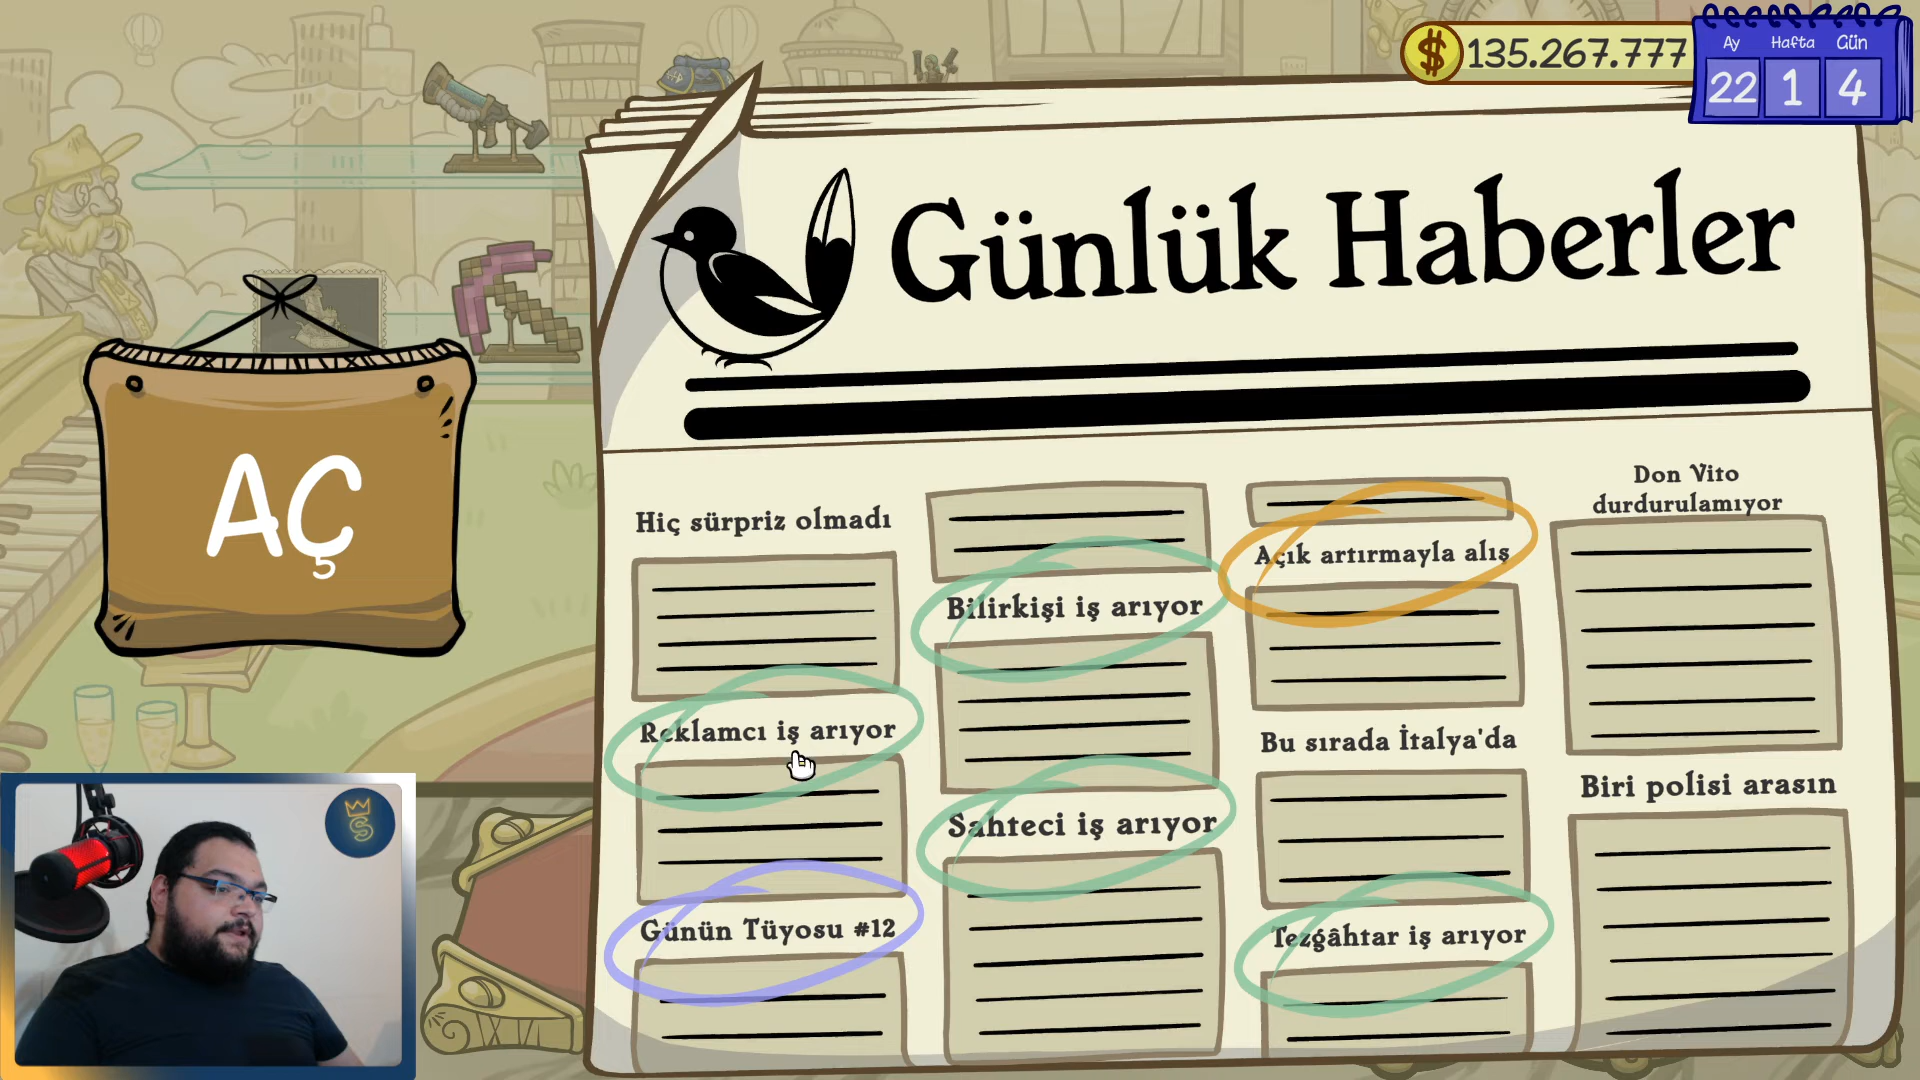 $ 135.267.777
Ay Hafta Gün
22 1 4
Günlük Haberler
AÇ
Hiç sürpriz olmadı
Reklamcı iş arıyor
Günün Tüyosu #12
Bilirkişi iş arıyor
Sahteci iş arıyor
Açık artırmayla alış
Bu sırada İtalya'da
Tezgâhtar iş arıyor
Don Vito
durdurulamıyor
Biri polisi arasın
S